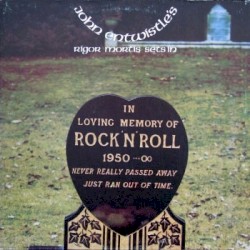 John Entwistle's
Rigor Mortis Sets In
IN
LOVING MEMORY OF
ROCK 'N' ROLL
1950 – ∞
NEVER REALLY PASSED AWAY
JUST RAN OUT OF TIME.